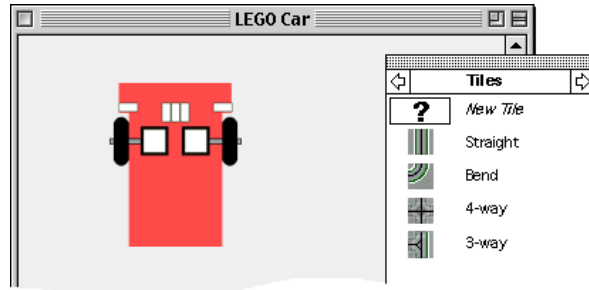 LEGO Car
Tiles
? New Tile
Straight
Bend
4-way
3-way